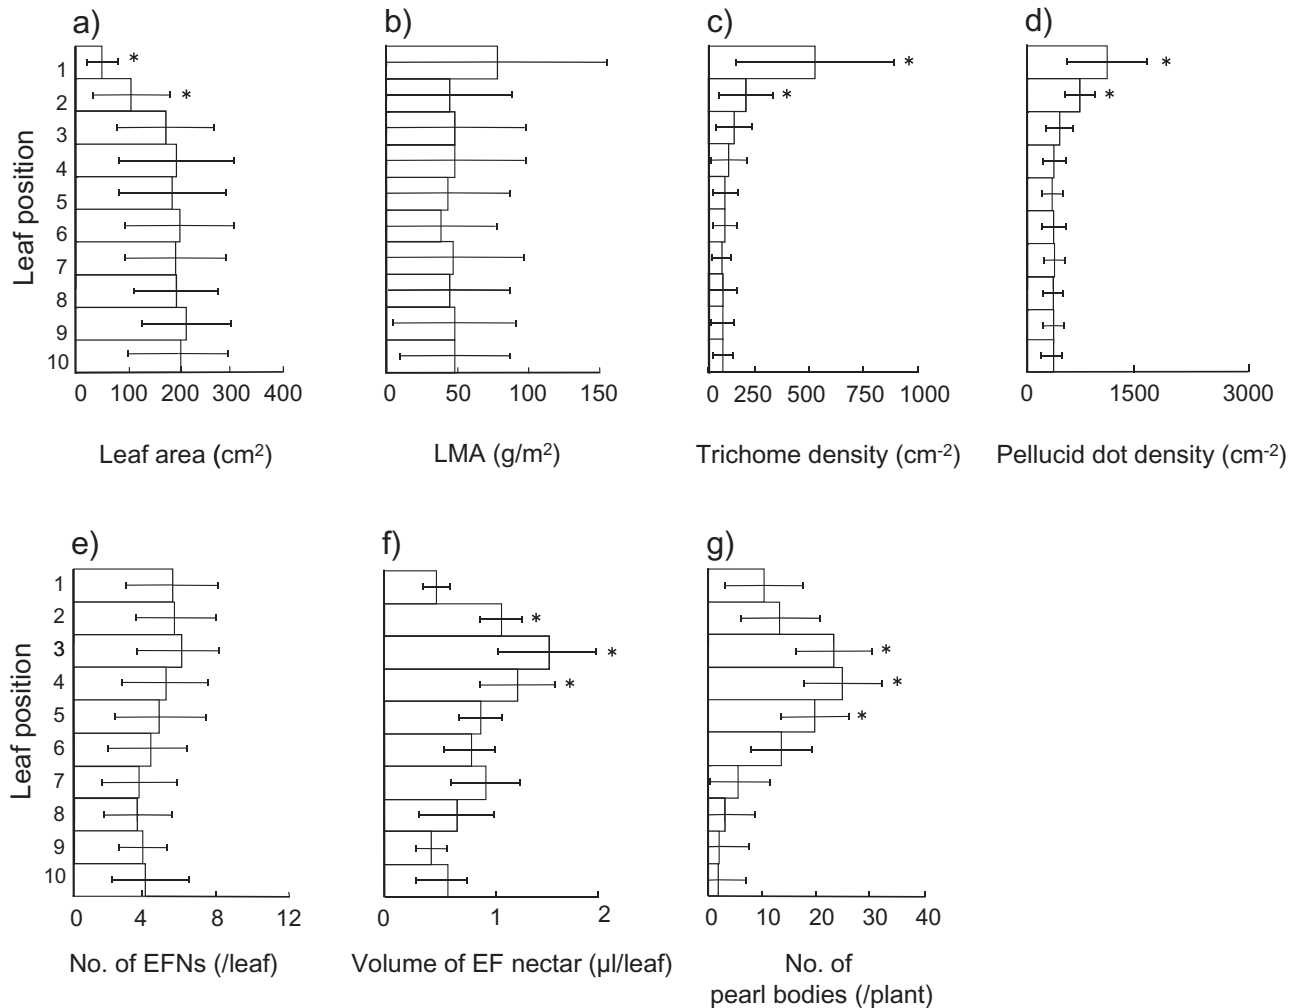 a)
b)
c)
d)
Leaf position
1
2
3
4
5
6
7
8
9
10
*
*
*
*
*
*
0 100 200 300 400
0 50 100 150
0 250 500 750 1000
0 1500 3000
Leaf area (cm2)
LMA (g/m2)
Trichome density (cm-2)
Pellucid dot density (cm-2)
e)
f)
g)
Leaf position
1
2
3
4
5
6
7
8
9
10
*
*
*
*
*
*
0 4 8 12
0 1 2
0 10 20 30 40
No. of EFNs (/leaf)
Volume of EF nectar (µl/leaf)
No. of
pearl bodies (/plant)